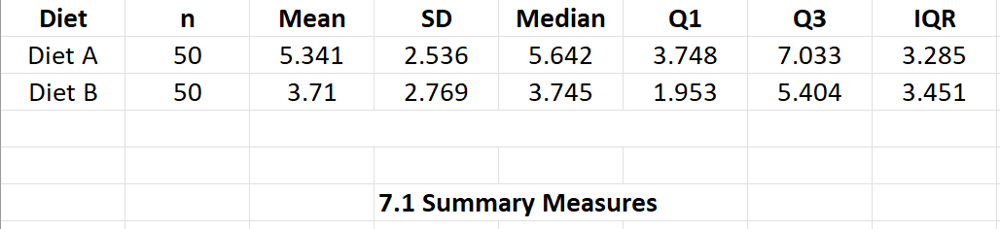 Diet n Mean SD Median Q1 Q3 IQR
Diet A 50 5.341 2.536 5.642 3.748 7.033 3.285
Diet B 50 3.71 2.769 3.745 1.953 5.404 3.451
7.1 Summary Measures